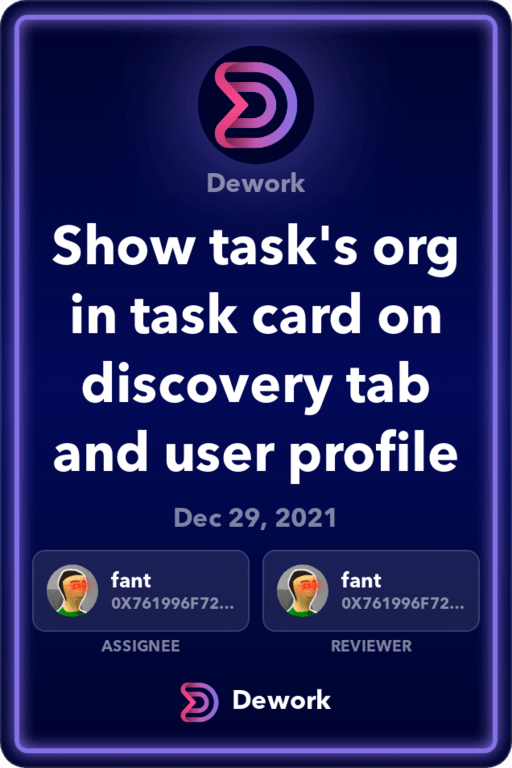 Dework
Show task's org
in task card on
discovery tab
and user profile
Dec 29, 2021
fant
0X761996F72...
ASSIGNEE
fant
0X761996F72...
REVIEWER
Dework